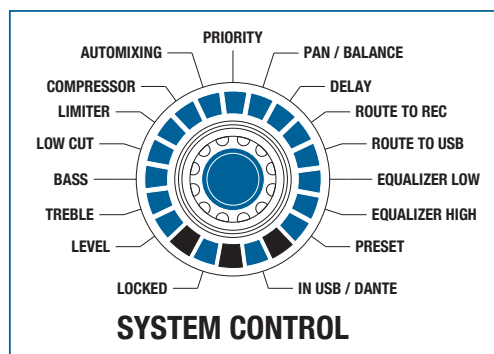 PRIORITY
AUTOMIXING
PAN / BALANCE
COMPRESSOR
DELAY
LIMITER
ROUTE TO REC
LOW CUT
ROUTE TO USB
BASS
EQUALIZER LOW
TREBLE
EQUALIZER HIGH
LEVEL
PRESET
LOCKED
IN USB / DANTE
SYSTEM CONTROL